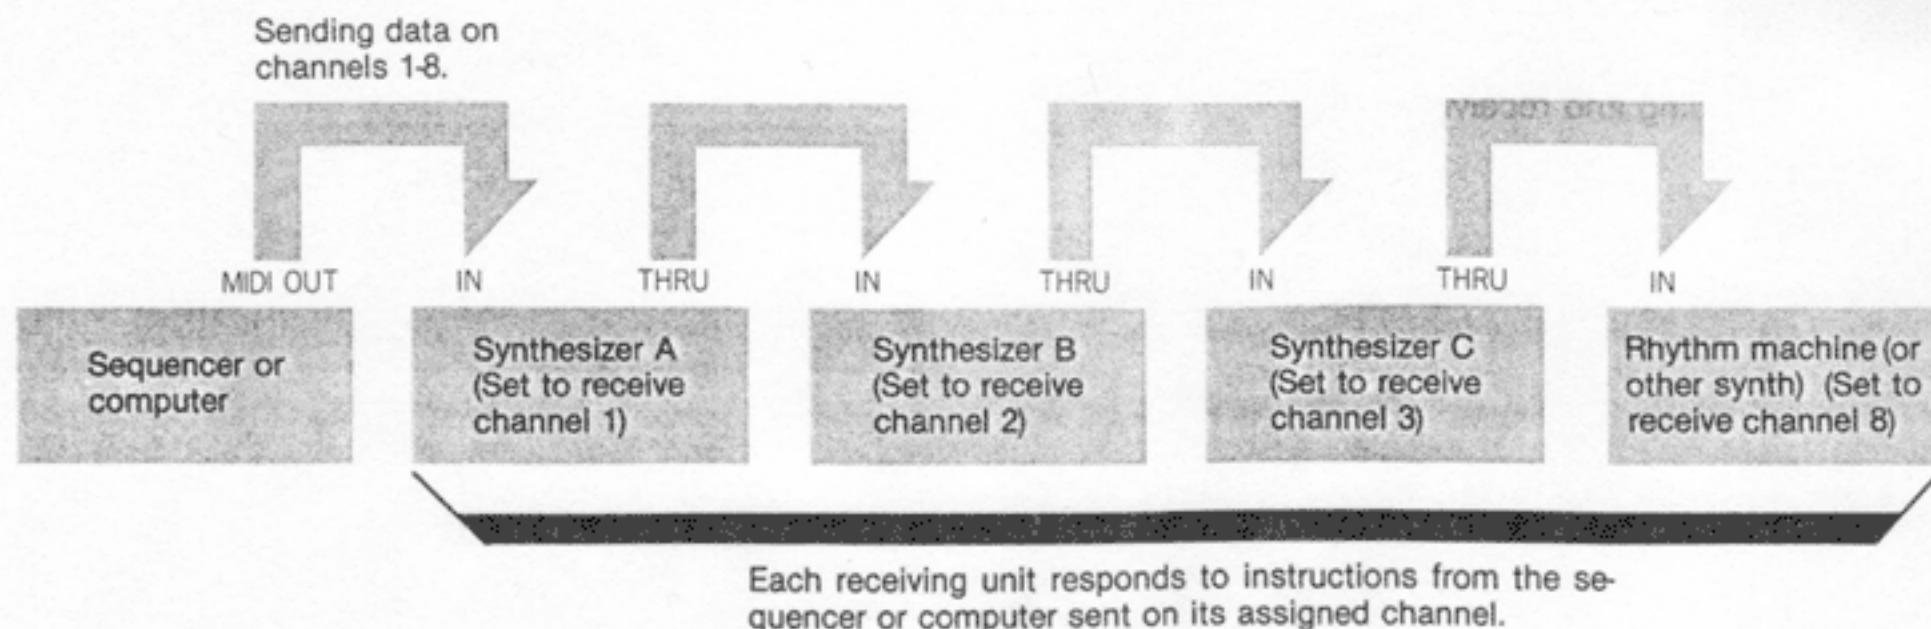 Sending data on
channels 1-8.
MIDI OUT
IN
THRU
IN
THRU
IN
THRU
IN
Sequencer or
computer
Synthesizer A
(Set to receive
channel 1)
Synthesizer B
(Set to receive
channel 2)
Synthesizer C
(Set to receive
channel 3)
Rhythm machine (or
other synth) (Set to
receive channel 8)
Each receiving unit responds to instructions from the se-
quencer or computer sent on its assigned channel.